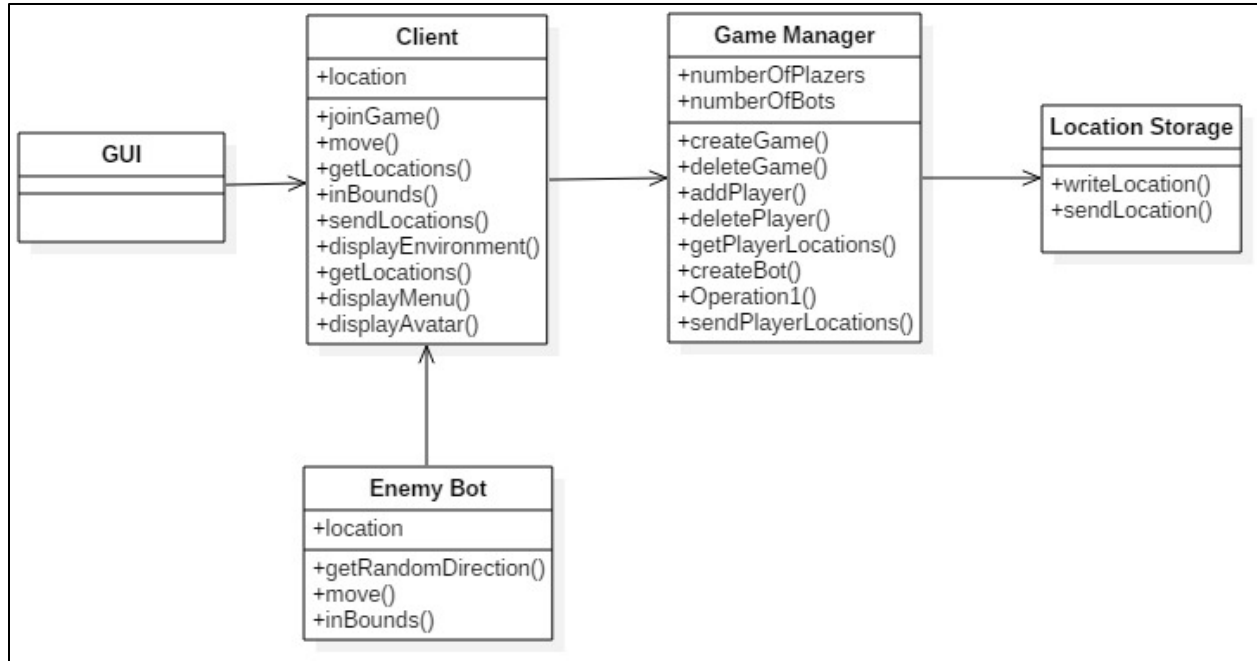 GUI
Client
+location
+joinGame()
+move()
+getLocations()
+inBounds()
+sendLocations()
+displayEnvironment()
+getLocations()
+displayMenu()
+displayAvatar()
Game Manager
+numberOfPlazers
+numberOfBots
+createGame()
+deleteGame()
+addPlayer()
+deletePlayer()
+getPlayerLocations()
+createBot()
+Operation1()
+sendPlayerLocations()
Location Storage
+writeLocation()
+sendLocation()
Enemy Bot
+location
+getRandomDirection()
+move()
+inBounds()